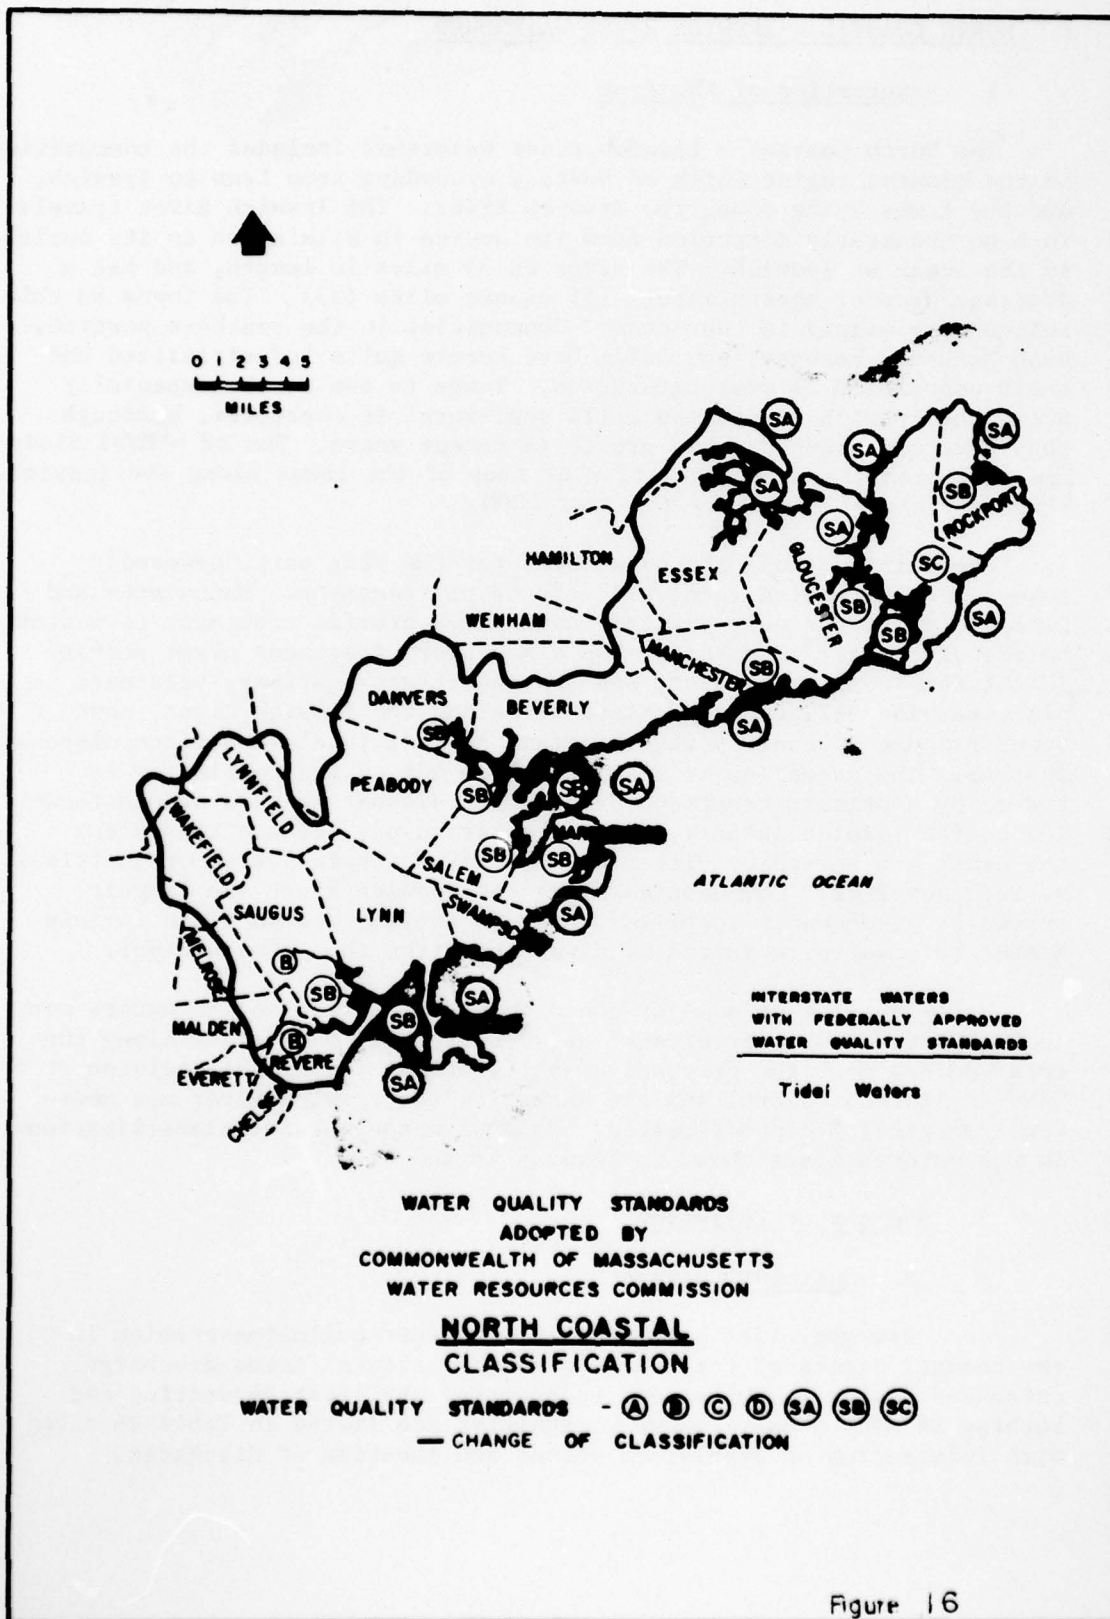 0 1 2 3 4 5
MILES
SA
SA
SA
SA
SB
ROCKPORT
SA
HAMILTON
ESSEX
GLOUCESTER
SC
SB
SA
WENHAM
SB
MANCHESTER
SB
DANVERS
BEVERLY
SA
SB
PEABODY
SB
SB
SA
LYNNFIELD
WAKEFIELD
SB
SB
SALEM
ATLANTIC OCEAN
SAUGUS
LYNN
SA
MELROSE
B
SB
SA
INTERSTATE WATERS
WITH FEDERALLY APPROVED
WATER QUALITY STANDARDS
MALDEN
SB
B
REVERE
EVERETT
SA
Tidal Waters
CHELSEA
WATER QUALITY STANDARDS
ADOPTED BY
COMMONWEALTH OF MASSACHUSETTS
WATER RESOURCES COMMISSION
NORTH COASTAL
CLASSIFICATION
WATER QUALITY STANDARDS - A B C D SA SB SC
— CHANGE OF CLASSIFICATION
Figure 16